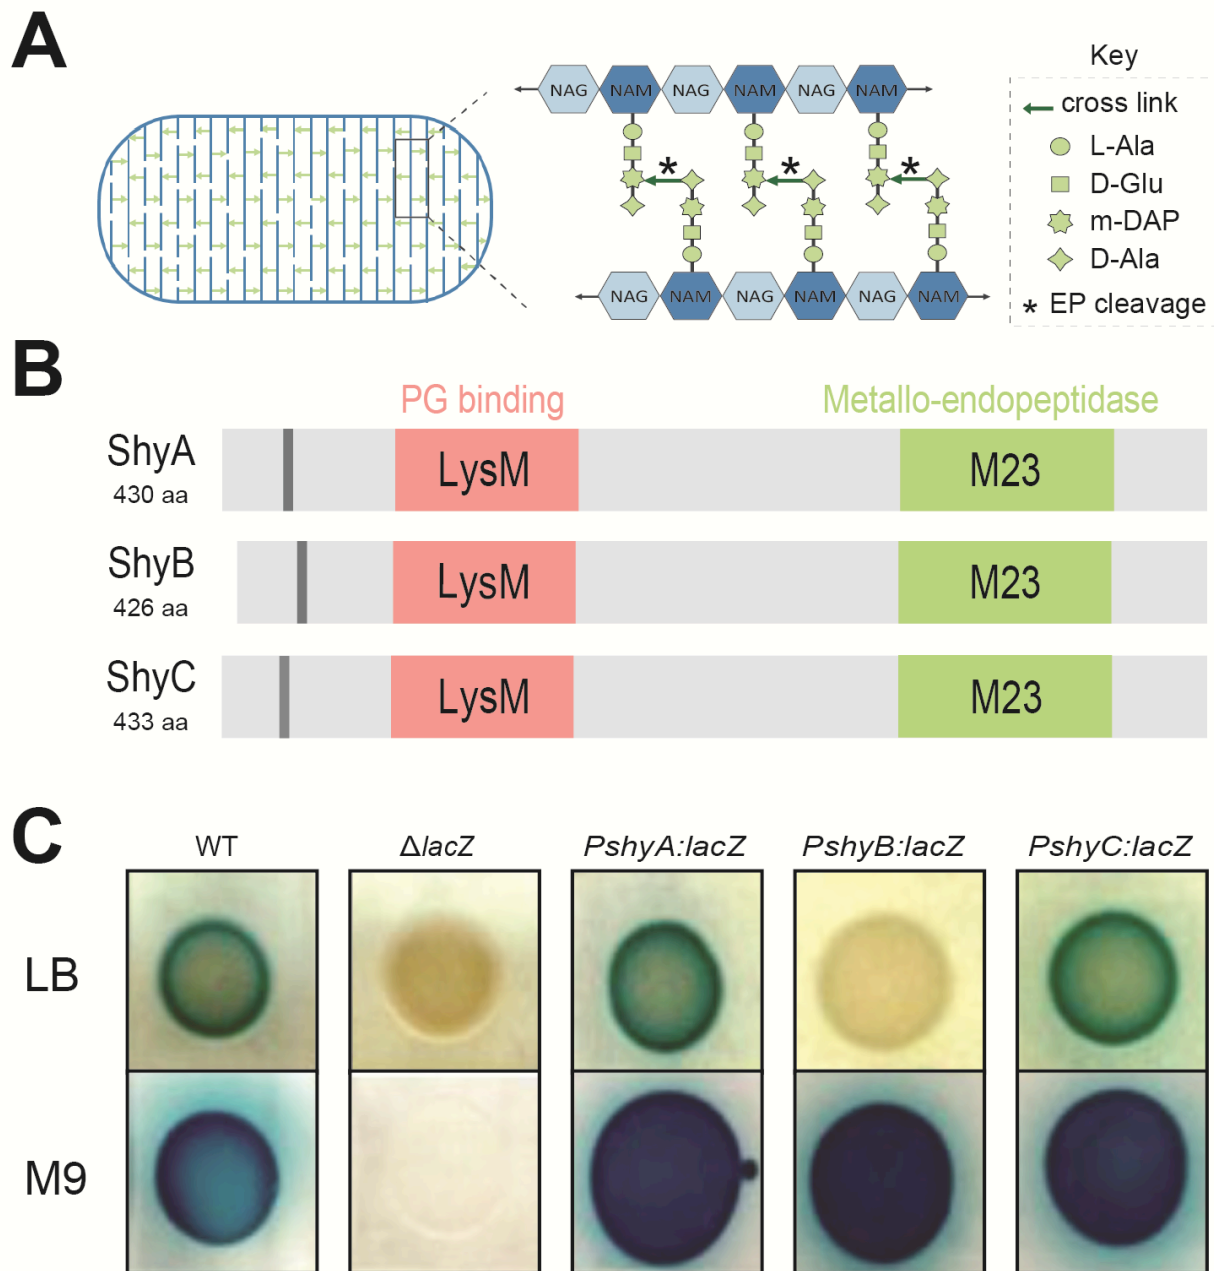 A
NAG NAM NAG NAM NAG NAM
NAG NAM NAG NAM NAG NAM
* * *
Key
cross link
L-Ala
D-Glu
m-DAP
D-Ala
* EP cleavage
B
PG binding Metallo-endopeptidase
ShyA
430 aa
LysM M23
ShyB
426 aa
LysM M23
ShyC
433 aa
LysM M23
C
WT ΔlacZ PshyA:lacZ PshyB:lacZ PshyC:lacZ
LB
M9